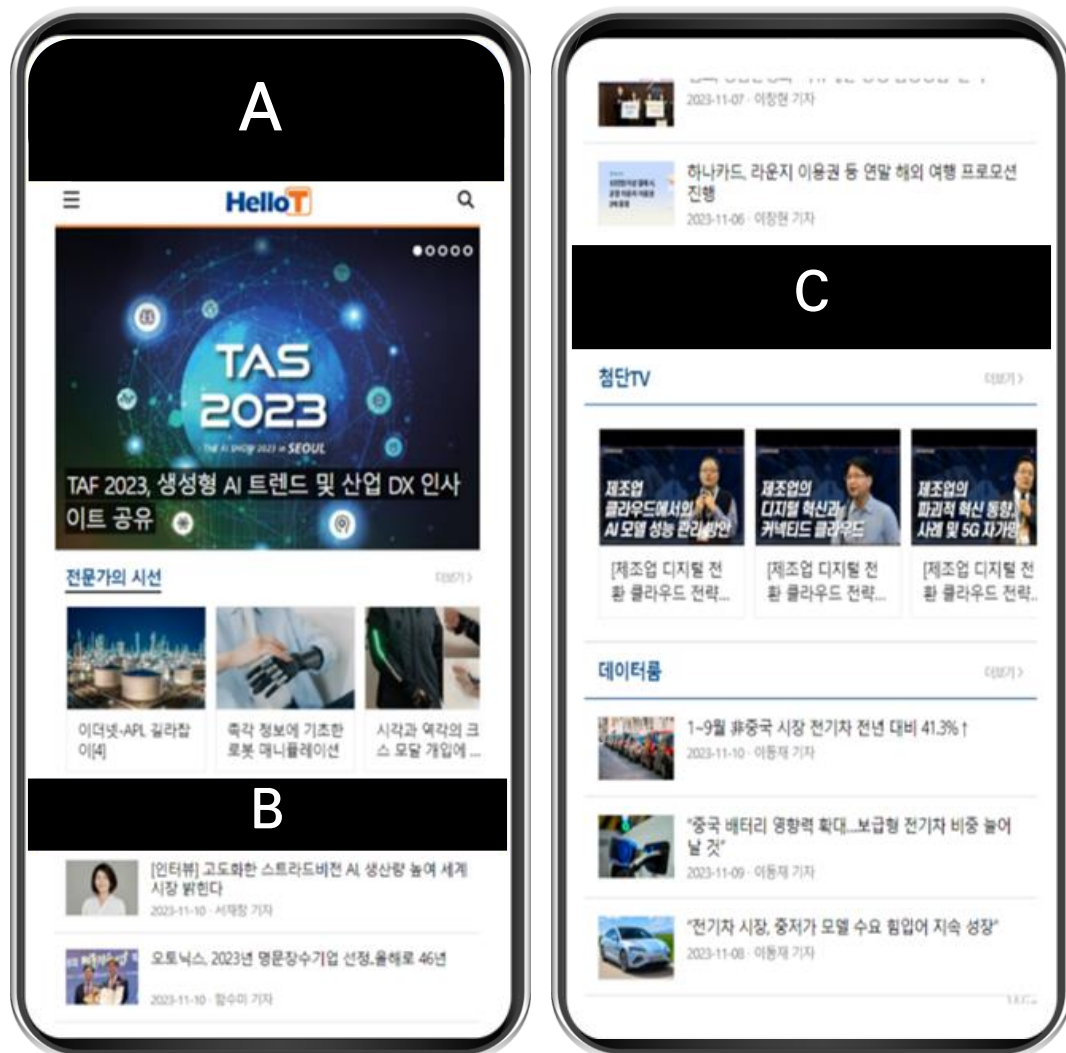 A
HelloT
TAS
2023
THE AI SHOW 2023 in SEOUL
TAF 2023, 생성형 AI 트렌드 및 산업 DX 인사
이트 공유
전문가의 시선
더보기 >
이더넷-APL 길라잡
이[4]
촉각 정보에 기초한
로봇 매니퓰레이션
시각과 역각의 크
스 모달 개입에 ...
B
[인터뷰] 고도화한 스트라드비전 AI, 생산량 높여 세계
시장 밝힌다
2023-11-10 · 서재창 기자
오토닉스, 2023년 명문장수기업 선정..올해로 46년
2023-11-10 · 함수미 기자
2023-11-07 · 이창현 기자
하나카드, 라운지 이용권 등 연말 해외 여행 프로모션
진행
2023-11-06 · 이창현 기자
C
첨단TV
더보기 >
제조업
클라우드에서의
AI 모델 성능 관리 방안
[제조업 디지털 전
환 클라우드 전략...
제조업의
디지털 혁신과
커넥티드 클라우드
[제조업 디지털 전
환 클라우드 전략...
제조업의
파괴적 혁신 동향,
사례 및 5G 자가망
[제조업 디지털 전
환 클라우드 전략..
데이터룸
더보기 >
1~9월 非중국 시장 전기차 전년 대비 41.3%↑
2023-11-10 · 이동재 기자
“중국 배터리 영향력 확대...보급형 전기차 비중 늘어
날 것”
2023-11-09 · 이동재 기자
“전기차 시장, 중저가 모델 수요 힘입어 지속 성장”
2023-11-08 · 이동재 기자